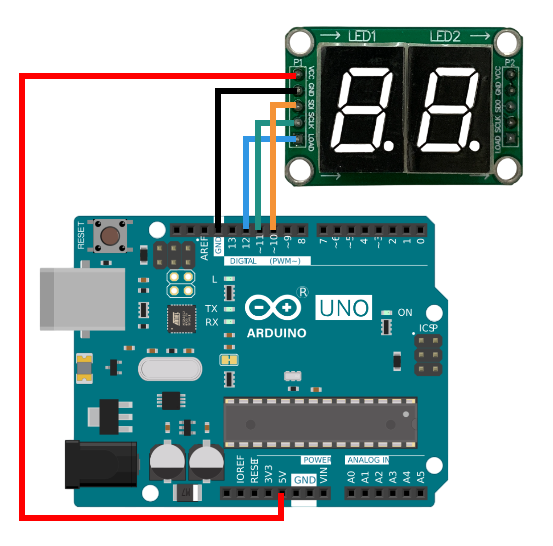 → LED1 LED2 →
P1 P2
VCC GND SDI SCLK LOAD
VCC GND SDO SCLK LOAD
→ →
RESET
AREF GND 13 12 ~11 ~10 ~9 8 7 ~6 ~5 4 ~3 2 1 0
DIGITAL (PWM~)
L
TX
RX
® UNO
ARDUINO
ON
ICSP
POWER ANALOG IN
IOREF RESET 3V3 5V GND VIN A0 A1 A2 A3 A4 A5